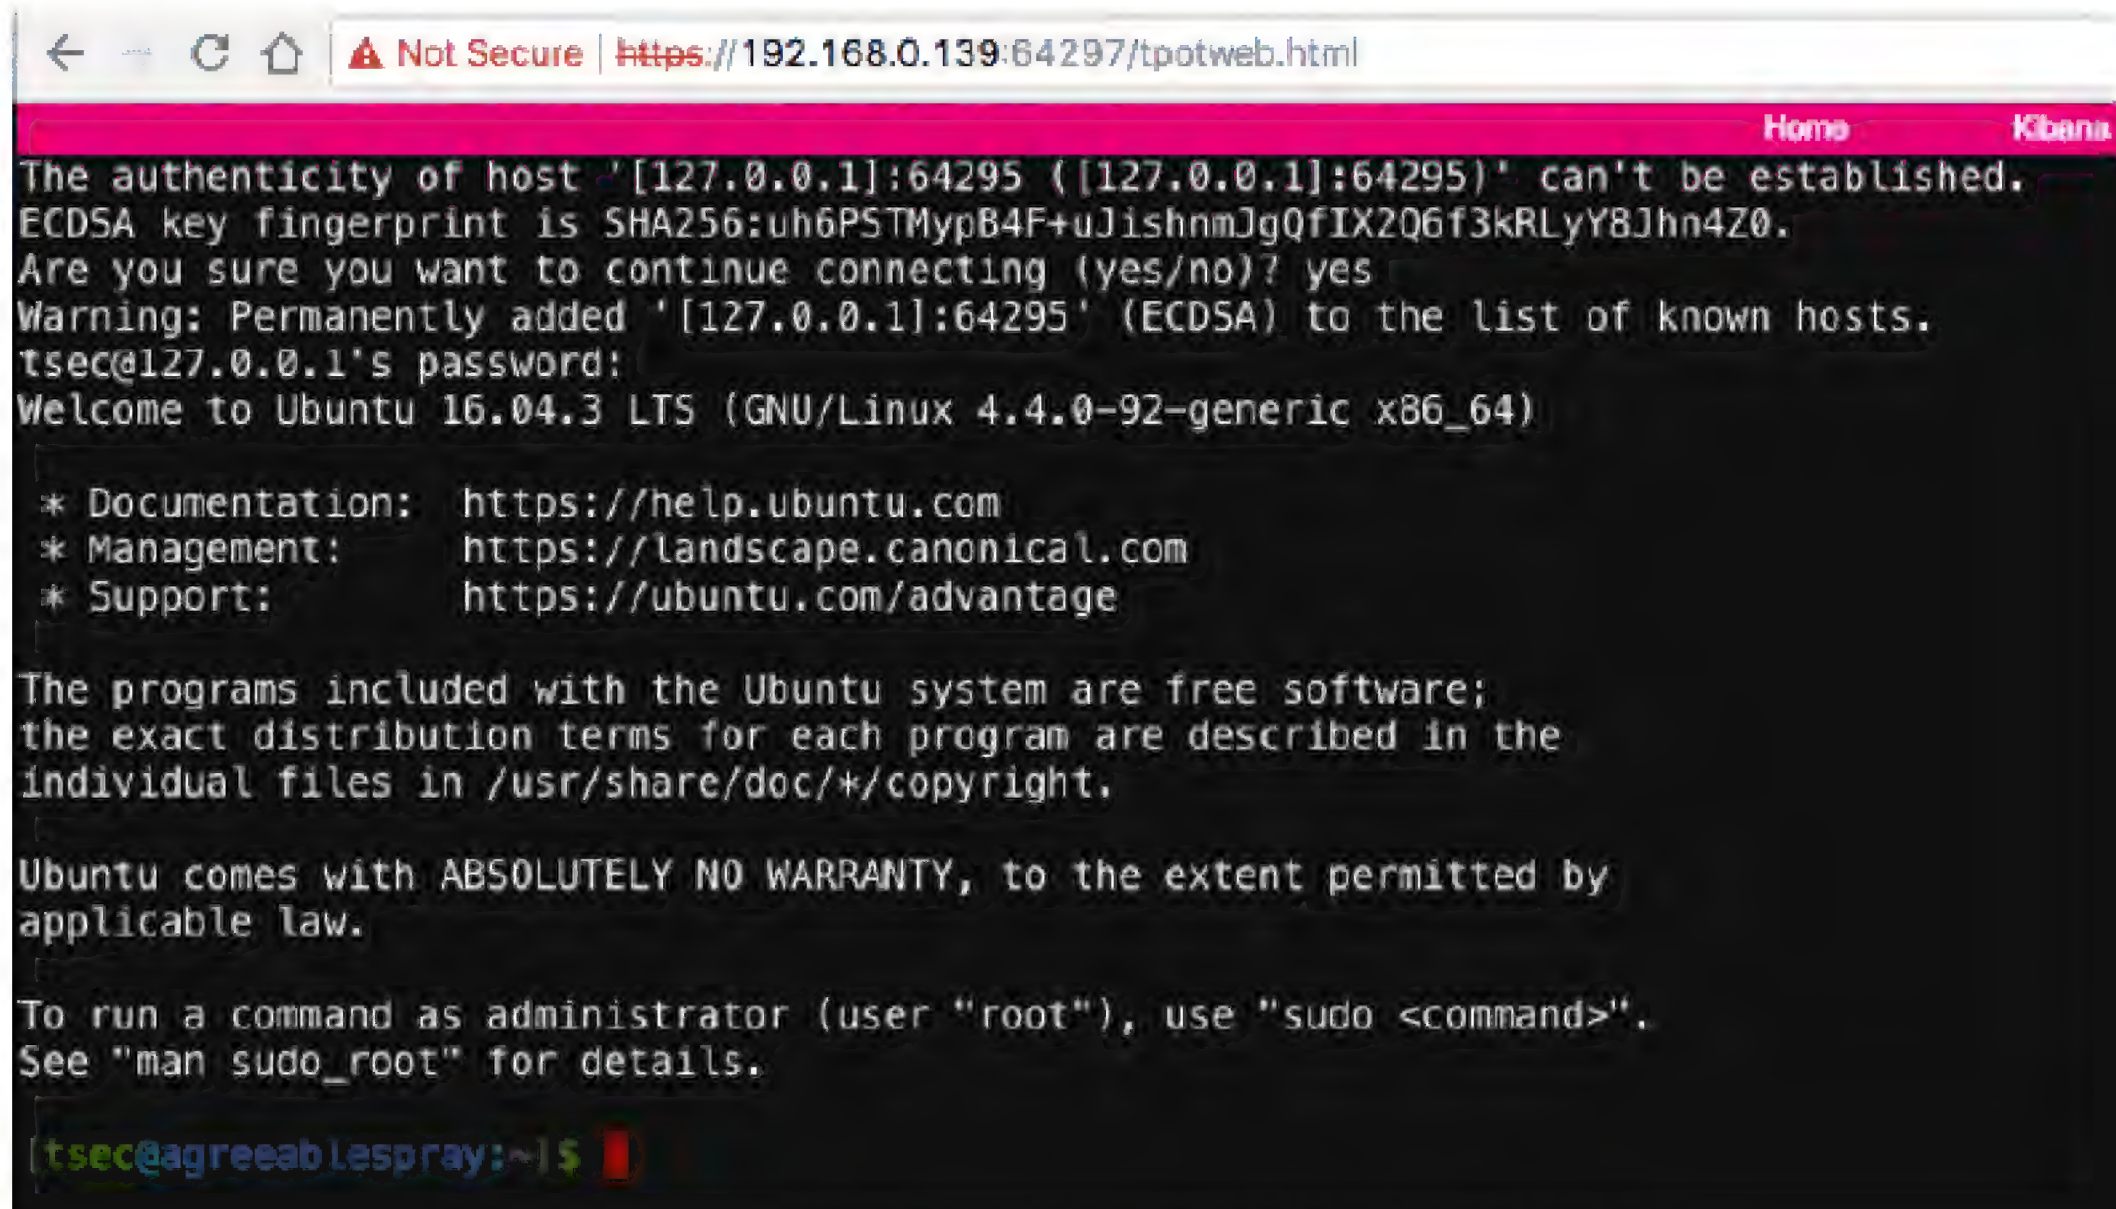 Not Secure | https://192.168.0.139:64297/tpotweb.html
Home Kibana
The authenticity of host '[127.0.0.1]:64295 ([127.0.0.1]:64295)' can't be established.
ECDSA key fingerprint is SHA256:uh6PSTMypB4F+uJishnmJgQfIX2Q6f3kRLyYY8Jhn4Z0.
Are you sure you want to continue connecting (yes/no)? yes
Warning: Permanently added '[127.0.0.1]:64295' (ECDSA) to the list of known hosts.
tsec@127.0.0.1's password:
Welcome to Ubuntu 16.04.3 LTS (GNU/Linux 4.4.0-92-generic x86_64)
* Documentation: https://help.ubuntu.com
* Management: https://landscape.canonical.com
* Support: https://ubuntu.com/advantage
The programs included with the Ubuntu system are free software;
the exact distribution terms for each program are described in the
individual files in /usr/share/doc/*/copyright.
Ubuntu comes with ABSOLUTELY NO WARRANTY, to the extent permitted by
applicable law.
To run a command as administrator (user "root"), use "sudo <command>".
See "man sudo_root" for details.
[tsec@agreeablespray:~]$